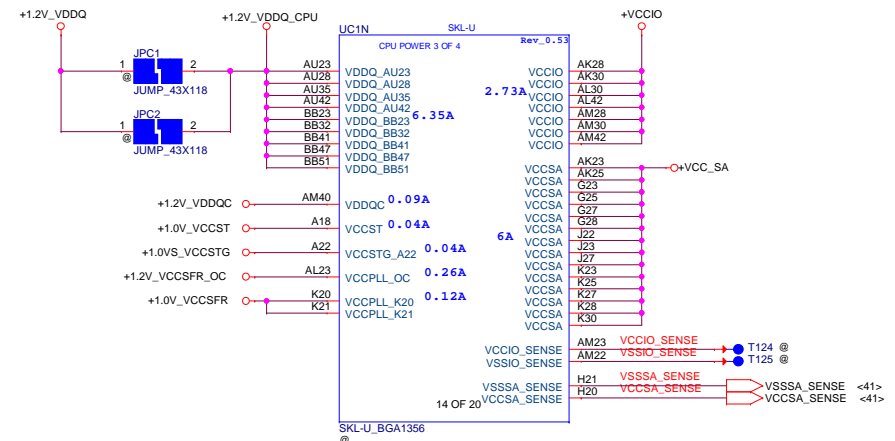 +1.2V_VDDQ
+1.2V_VDDQ_CPU
+VCCIO
UC1N
SKL-U
Rev_0.53
CPU POWER 3 OF 4
JPC1
1
2
@
JUMP_43X118
JPC2
1
2
@
JUMP_43X118
AU23 VDDQ_AU23
AU28 VDDQ_AU28
AU35 VDDQ_AU35
AU42 VDDQ_AU42
BB23 VDDQ_BB23
BB32 VDDQ_BB32
BB41 VDDQ_BB41
BB47 VDDQ_BB47
BB51 VDDQ_BB51
6.35A
+1.2V_VDDQC AM40 VDDQC 0.09A
+1.0V_VCCST A18 VCCST 0.04A
+1.0VS_VCCSTG A22 VCCSTG_A22 0.04A
+1.2V_VCCSFR_OC AL23 VCCPLL_OC 0.26A
+1.0V_VCCSFR K20 VCCPLL_K20 0.12A
K21 VCCPLL_K21
2.73A
VCCIO AK28
VCCIO AK30
VCCIO AL30
VCCIO AL42
VCCIO AM28
VCCIO AM30
VCCIO AM42
VCCSA AK23 +VCC_SA
VCCSA AK25
VCCSA G23
VCCSA G25
VCCSA G27
VCCSA G28
6A
VCCSA J22
VCCSA J23
VCCSA J27
VCCSA K23
VCCSA K25
VCCSA K27
VCCSA K28
VCCSA K30
VCCIO_SENSE AM23 VCCIO_SENSE T124 @
VSSIO_SENSE AM22 VSSIO_SENSE T125 @
VSSSA_SENSE H21 VSSSA_SENSE VSSSA_SENSE <41>
VCCSA_SENSE H20 VCCSA_SENSE VCCSA_SENSE <41>
14 OF 20
SKL-U_BGA1356
@